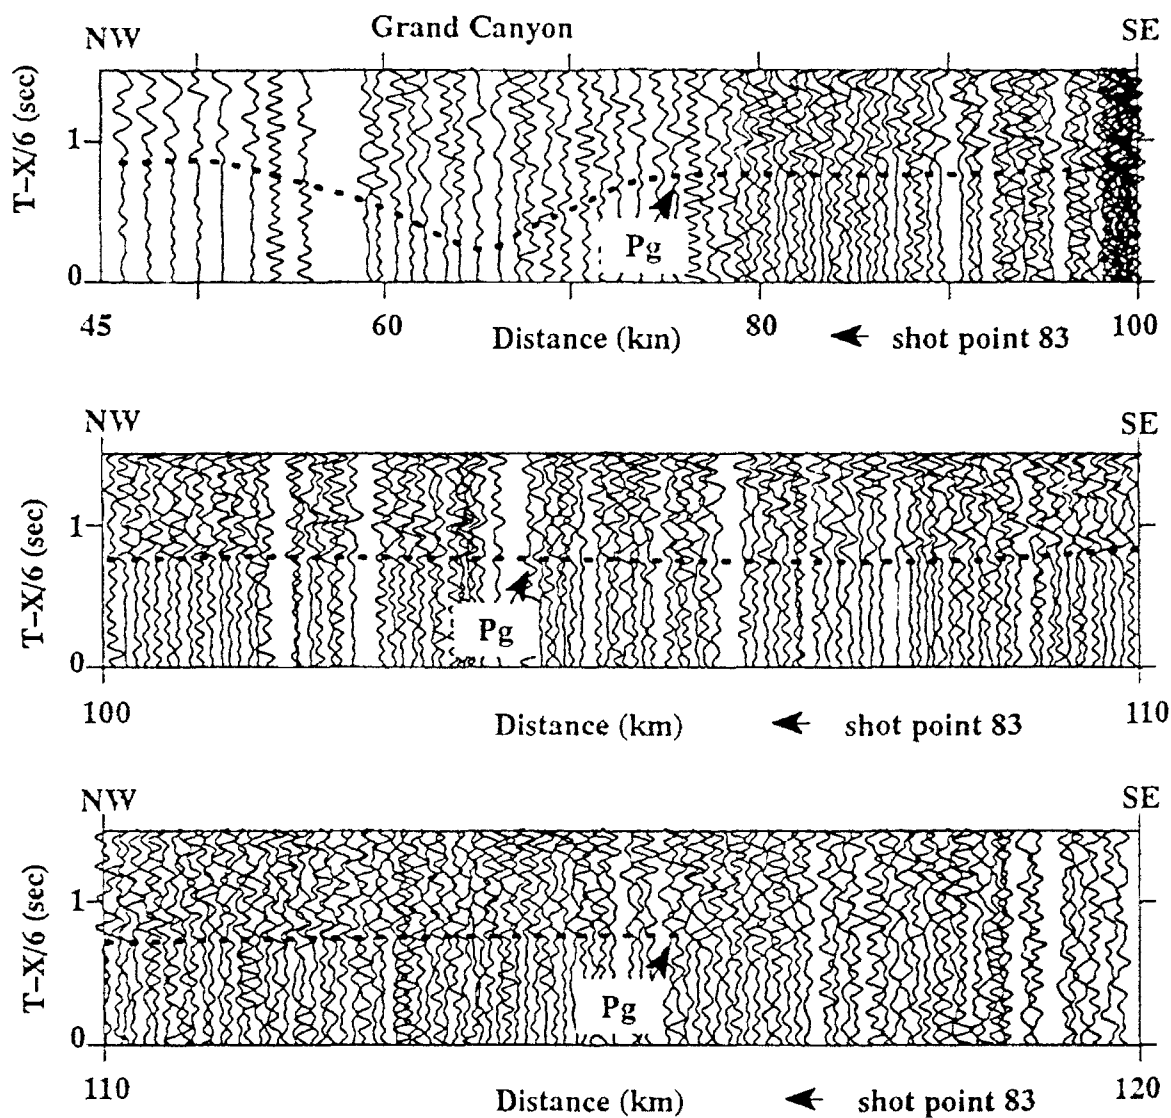 Grand Canyon
NW SE
T-X/6 (sec)
1
Pg
0
45 60 80 100
Distance (km) shot point 83
NW SE
T-X/6 (sec)
1
Pg
0
100 110
Distance (km) shot point 83
NW SE
T-X/6 (sec)
1
Pg
0
110 120
Distance (km) shot point 83